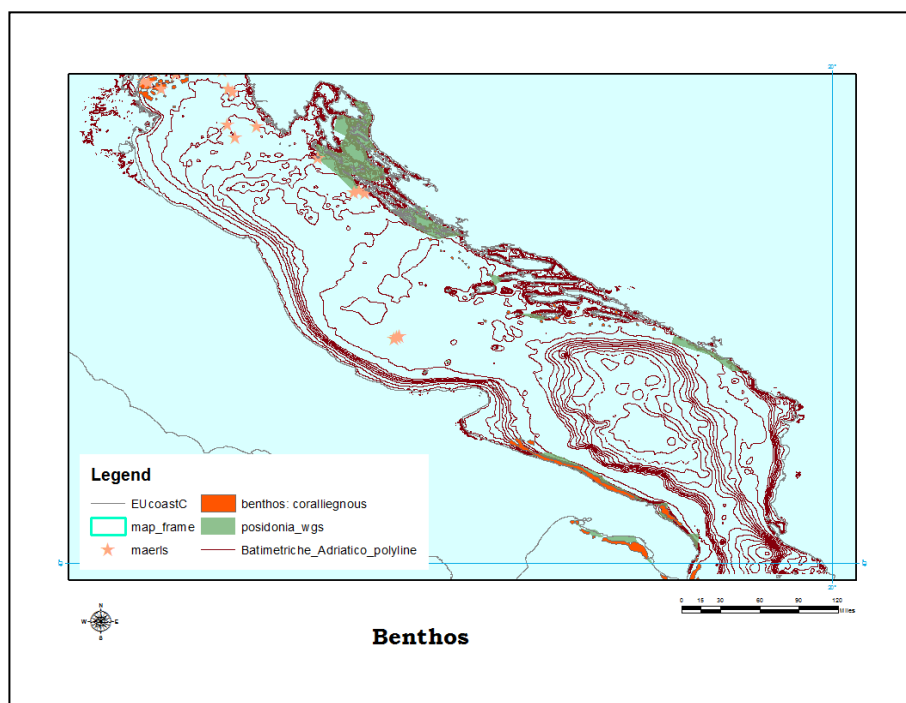 Legend
EUcoastC
map_frame
maerls
benthos: coralliegnous
posidonia_wgs
Batimetriche_Adriatico_polyline
N
W E
S
0 15 30 60 90 120
Miles
Benthos